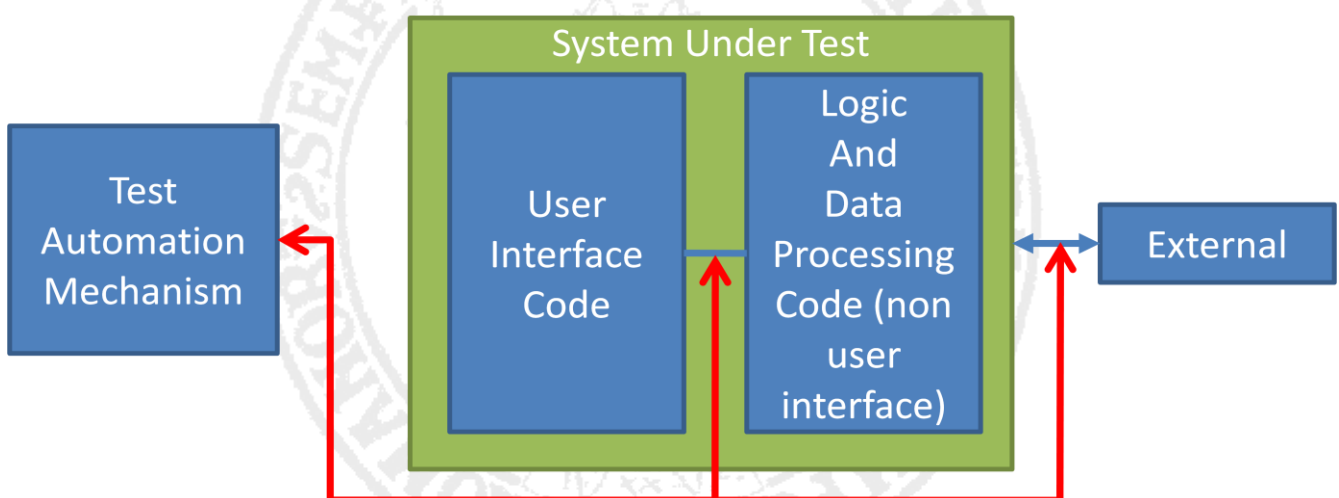 System Under Test
Test
Automation
Mechanism
User
Interface
Code
Logic
And
Data
Processing
Code (non
user
interface)
External